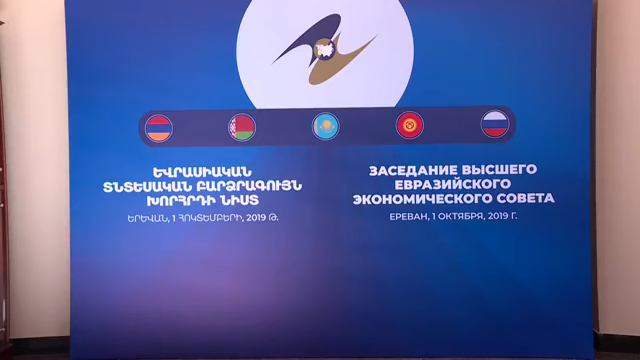 ԵՎՐԱՍԻԱԿԱՆ
ՏՆՏԵՍԱԿԱՆ ԲԱՐՁՐԱԳՈՒՅՆ
ԽՈՐՀՐԴԻ ՆԻՍՏ
ԵՐԵՎԱՆ, 1 ՀՈԿՏԵՄԲԵՐԻ, 2019 Թ.
ЗАСЕДАНИЕ ВЫСШЕГО
ЕВРАЗИЙСКОГО
ЭКОНОМИЧЕСКОГО СОВЕТА
ЕРЕВАН, 1 ОКТЯБРЯ, 2019 Г.